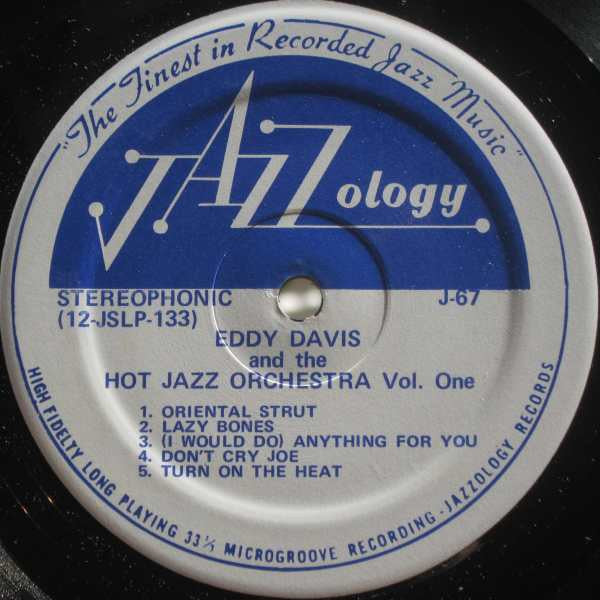 "The Finest in Recorded Jazz Music"
JAZZology
STEREOPHONIC J-67
(12-JSLP-133)
EDDY DAVIS
and the
HOT JAZZ ORCHESTRA Vol. One
1. ORIENTAL STRUT
2. LAZY BONES
3. (I WOULD DO) ANYTHING FOR YOU
4. DON'T CRY JOE
5. TURN ON THE HEAT
HIGH FIDELTY LONG PLAYING 33⅓ MICROGROOVE RECORDING-JAZZOLOGY RECORDS